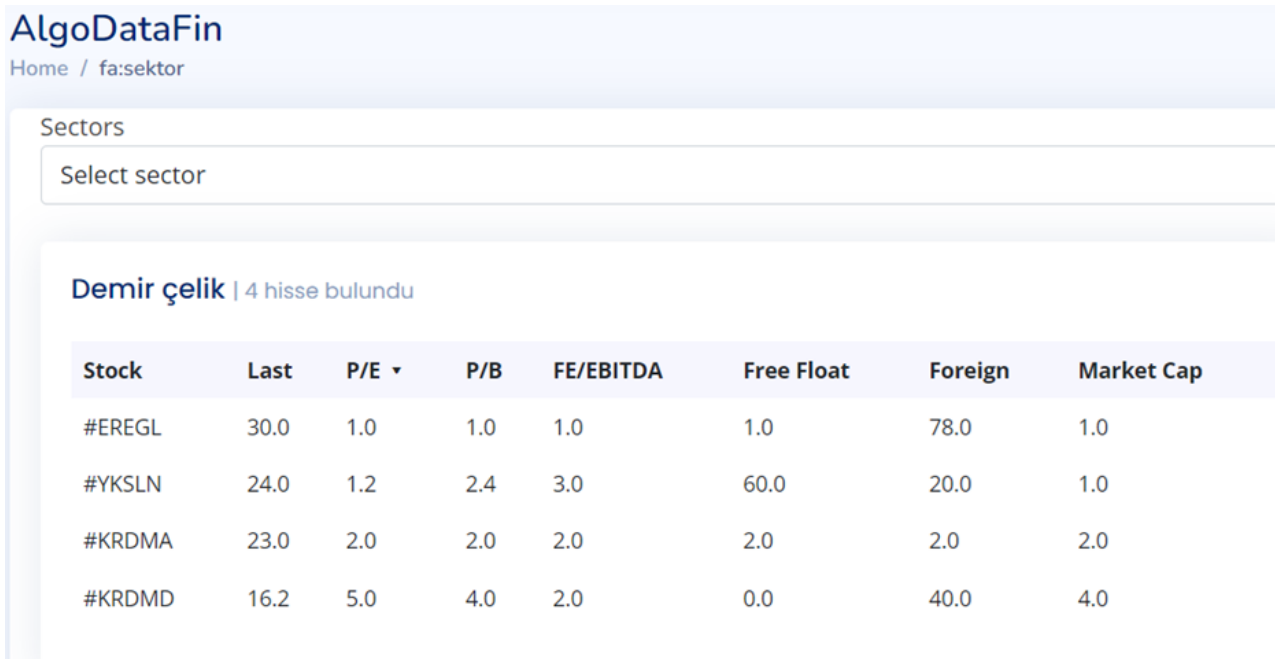 AlgoDataFin
Home / fa:sektor
Sectors
Select sector
Demir çelik | 4 hisse bulundu
Stock Last P/E ▾ P/B FE/EBITDA Free Float Foreign Market Cap
#EREGL 30.0 1.0 1.0 1.0 1.0 78.0 1.0
#YKSLN 24.0 1.2 2.4 3.0 60.0 20.0 1.0
#KRDMA 23.0 2.0 2.0 2.0 2.0 2.0 2.0
#KRDMD 16.2 5.0 4.0 2.0 0.0 40.0 4.0